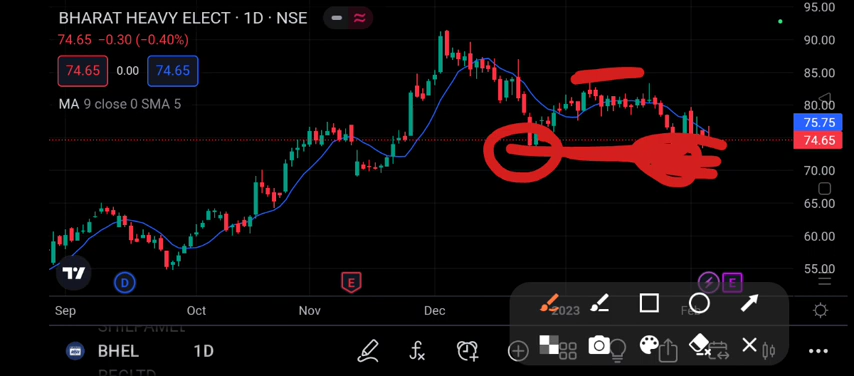 BHARAT HEAVY ELECT · 1D · NSE
95.00
74.65 −0.30 (−0.40%)
90.00
74.65 0.00 74.65
85.00
MA 9 close 0 SMA 5
80.00
75.75
74.65
70.00
65.00
60.00
D E E
55.00
Sep Oct Nov Dec 2023 Feb
BHEL 1D